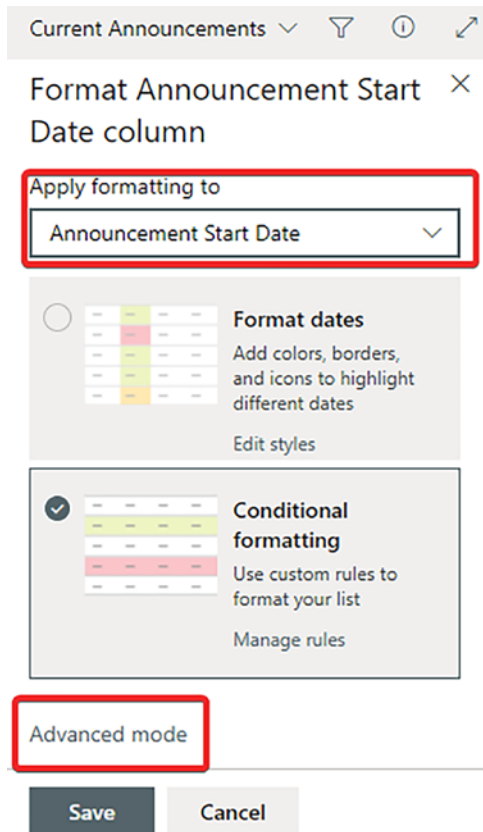 Current Announcements
Format Announcement Start
Date column
Apply formatting to
Announcement Start Date
Format dates
Add colors, borders,
and icons to highlight
different dates
Edit styles
Conditional
formatting
Use custom rules to
format your list
Manage rules
Advanced mode
Save Cancel